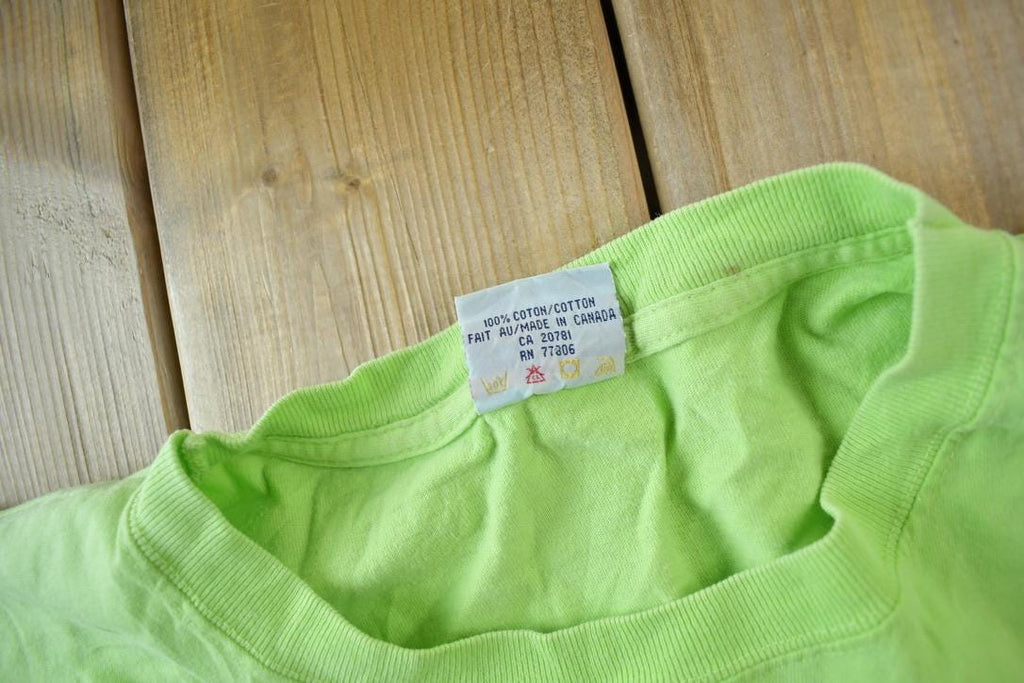 100% COTON/COTTON
FAIT AU/MADE IN CANADA
CA 20781
RN 77806